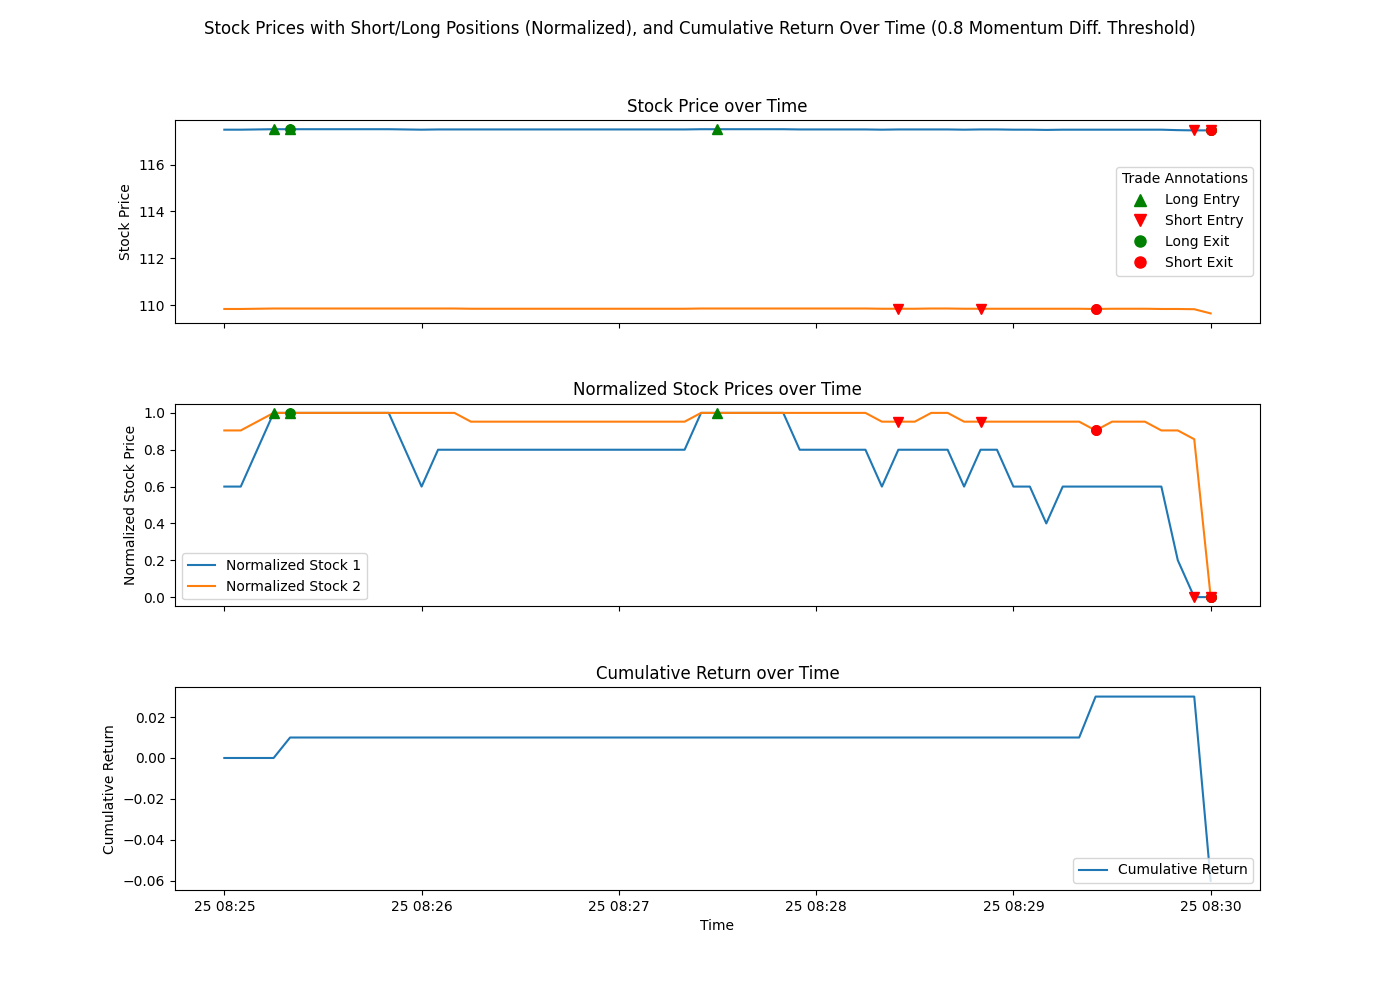 Stock Prices with Short/Long Positions (Normalized), and Cumulative Return Over Time (0.8 Momentum Diff. Threshold)
Stock Price over Time
Stock Price
116
114
112
110
Trade Annotations
Long Entry
Short Entry
Long Exit
Short Exit
Normalized Stock Prices over Time
Normalized Stock Price
1.0
0.8
0.6
0.4
0.2
0.0
Normalized Stock 1
Normalized Stock 2
Cumulative Return over Time
Cumulative Return
0.02
0.00
−0.02
−0.04
−0.06
Cumulative Return
25 08:25
25 08:26
25 08:27
25 08:28
25 08:29
25 08:30
Time